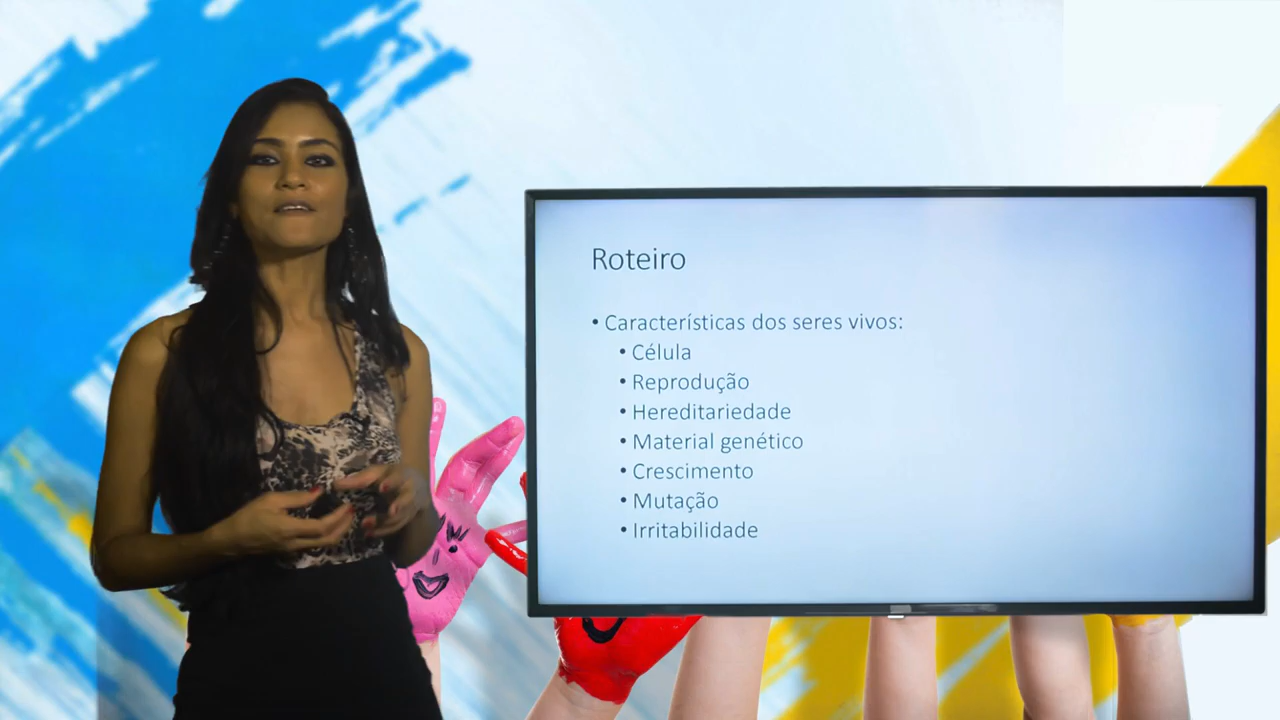 Roteiro
• Características dos seres vivos:
• Célula
• Reprodução
• Hereditariedade
• Material genético
• Crescimento
• Mutação
• Irritabilidade